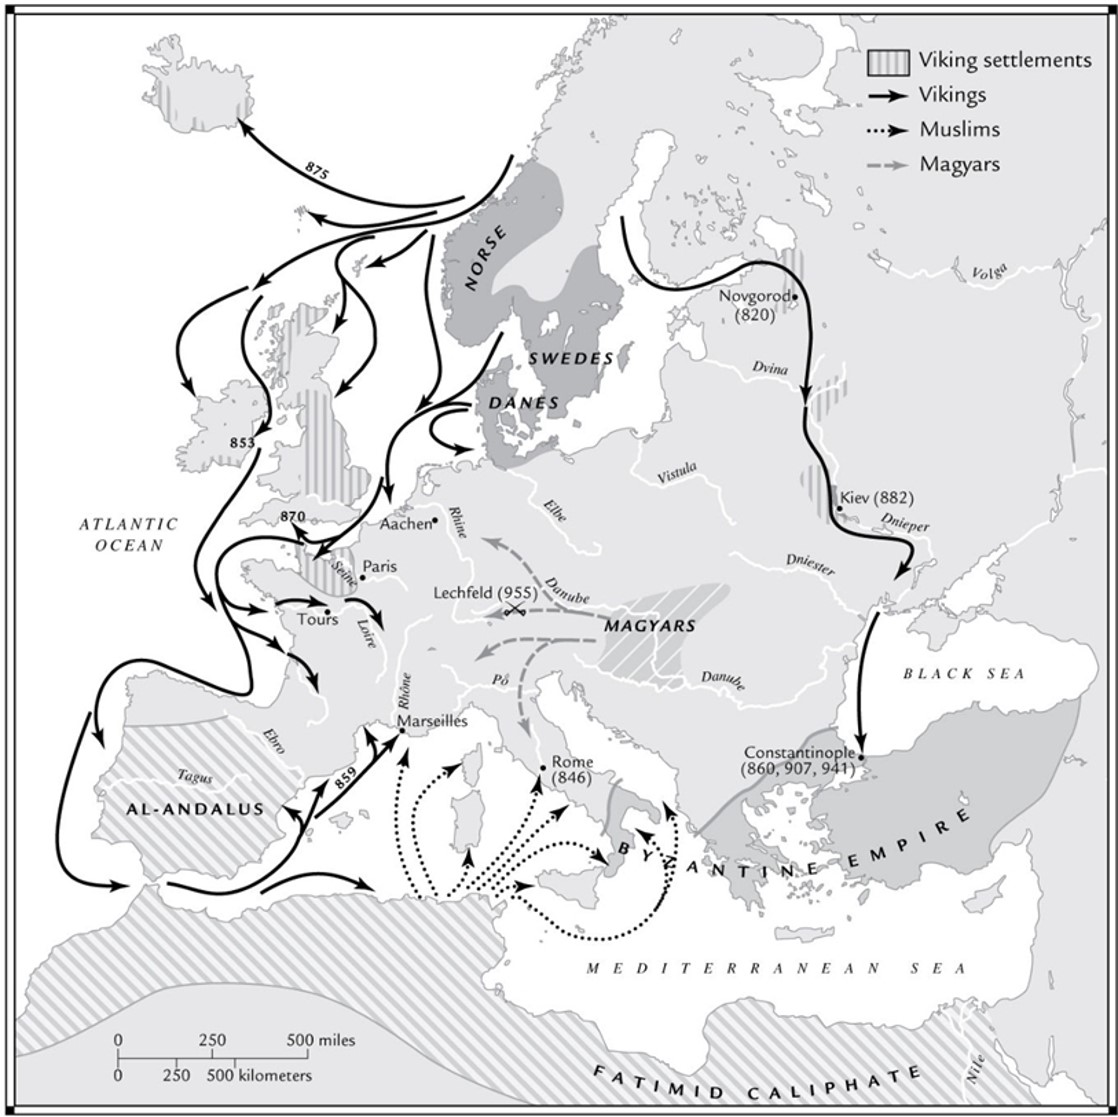 Viking settlements
Vikings
Muslims
Magyars
875
NORSE
Volga
Novgorod
(820)
SWEDES
Dvina
DANES
853
Vistula
Kiev (882)
ATLANTIC
OCEAN
870
Aachen
Rhine
Elbe
Dnieper
Seine
Paris
Dniester
Lechfeld (955)
Danube
Tours
Loire
MAGYARS
BLACK SEA
Rhône
Pô
Danube
Marseilles
Ebro
Constantinople
(860, 907, 941)
Tagus
859
Rome
(846)
AL-ANDALUS
BYZANTINE EMPIRE
MEDITERRANEAN SEA
0 250 500 miles
0 250 500 kilometers
FATIMID CALIPHATE
Nile